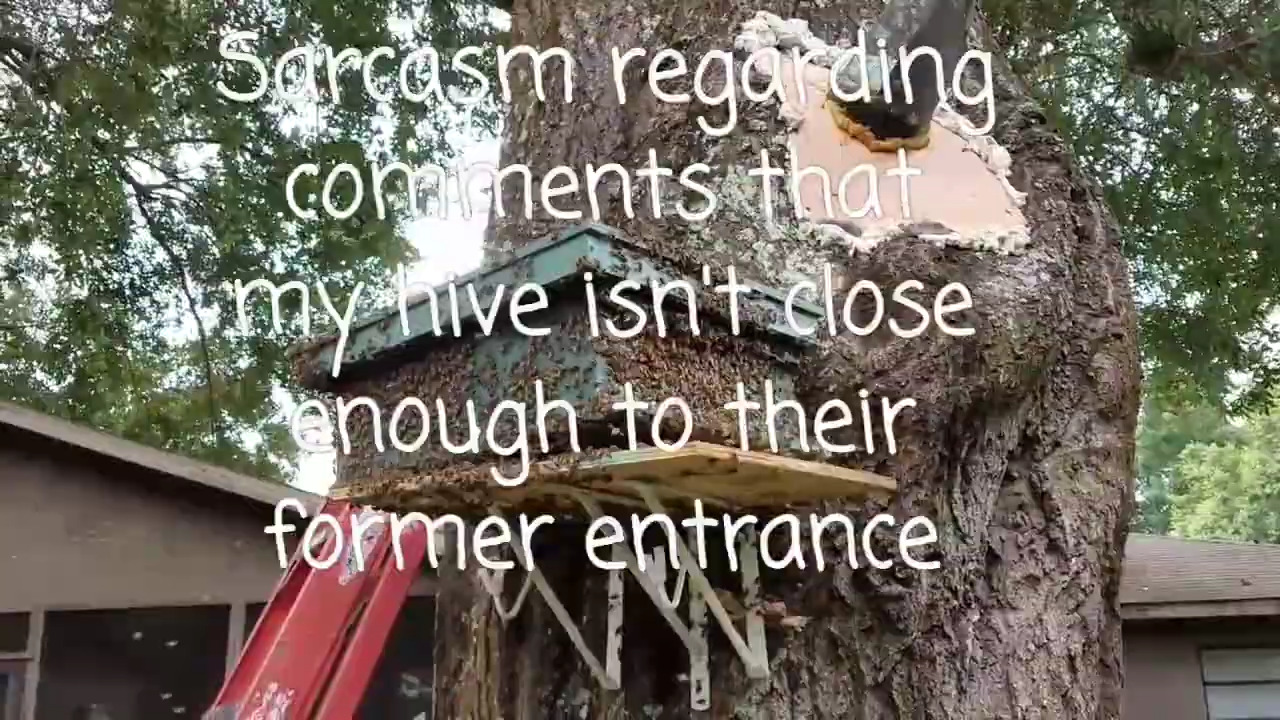 Sarcasm regarding
comments that
my hive isn't close
enough to their
former entrance